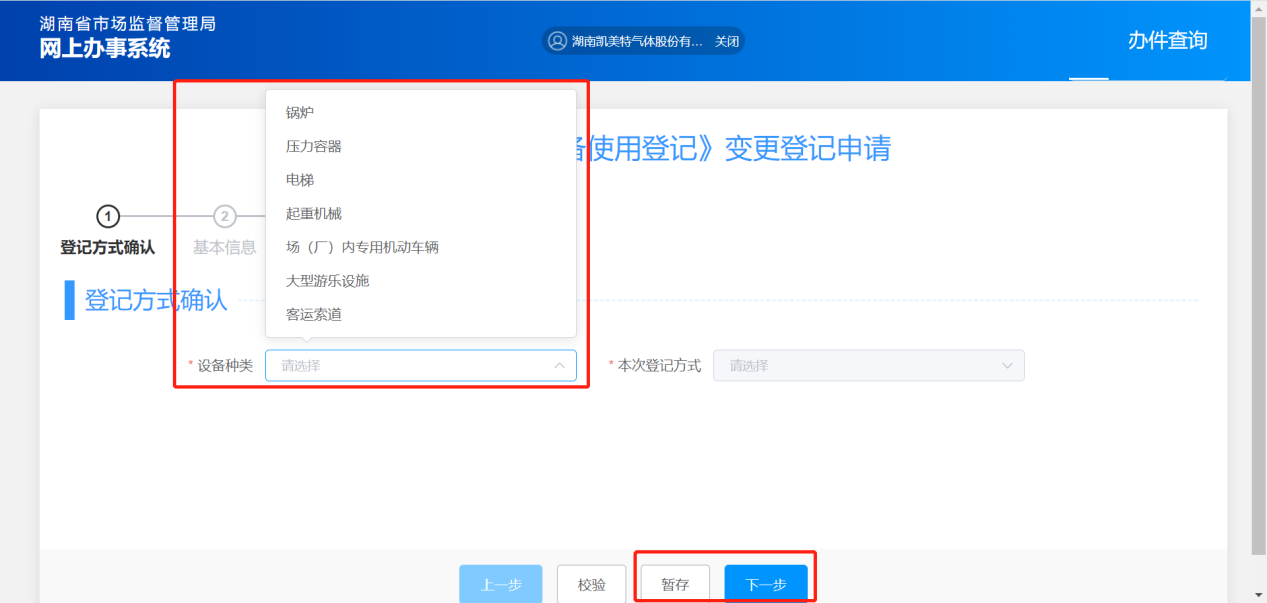 湖南省市场监督管理局
网上办事系统
湖南凯美特气体股份有... 关闭
办件查询
锅炉
压力容器
电梯
起重机械
场（厂）内专用机动车辆
大型游乐设施
客运索道
使用登记》变更登记申请
1
登记方式确认
2
基本信息
登记方式确认
* 设备种类 请选择
* 本次登记方式 请选择
上一步 校验 暂存 下一步